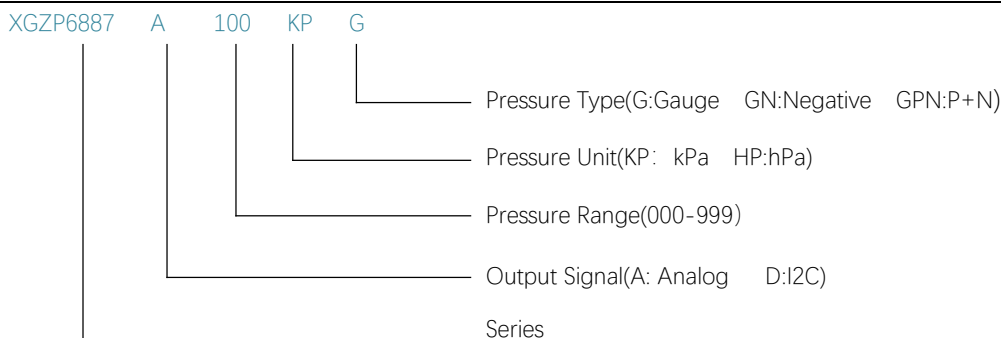 XGZP6887 A 100 KP G
Pressure Type(G:Gauge GN:Negative GPN:P+N)
Pressure Unit(KP： kPa HP:hPa)
Pressure Range(000-999）
Output Signal(A: Analog D:I2C)
Series